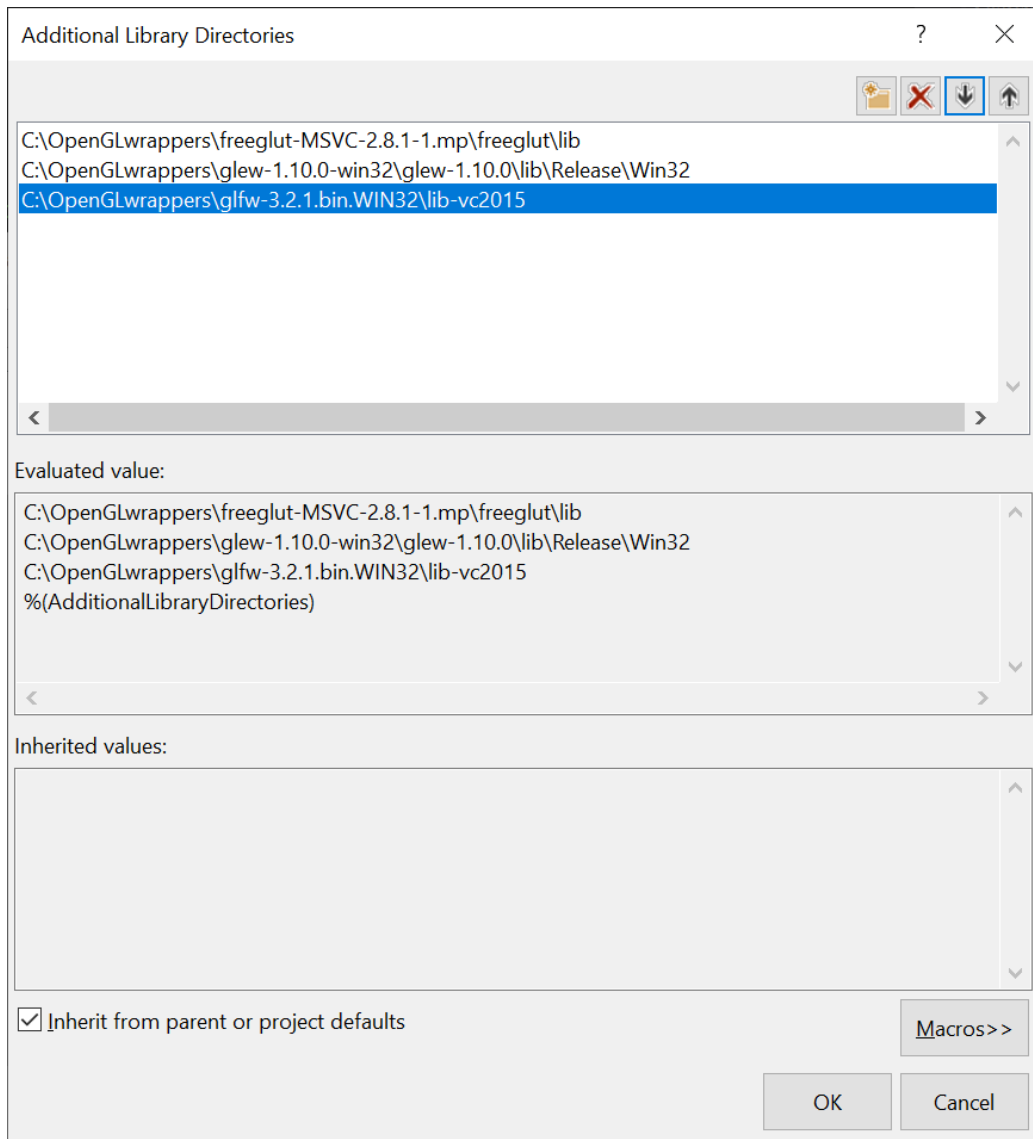 Additional Library Directories
?
C:\OpenGLwrappers\freeglut-MSVC-2.8.1-1.mp\freeglut\lib
C:\OpenGLwrappers\glew-1.10.0-win32\glew-1.10.0\lib\Release\Win32
C:\OpenGLwrappers\glfw-3.2.1.bin.WIN32\lib-vc2015
Evaluated value:
C:\OpenGLwrappers\freeglut-MSVC-2.8.1-1.mp\freeglut\lib
C:\OpenGLwrappers\glew-1.10.0-win32\glew-1.10.0\lib\Release\Win32
C:\OpenGLwrappers\glfw-3.2.1.bin.WIN32\lib-vc2015
%(AdditionalLibraryDirectories)
Inherited values:
Inherit from parent or project defaults
Macros>>
OK
Cancel